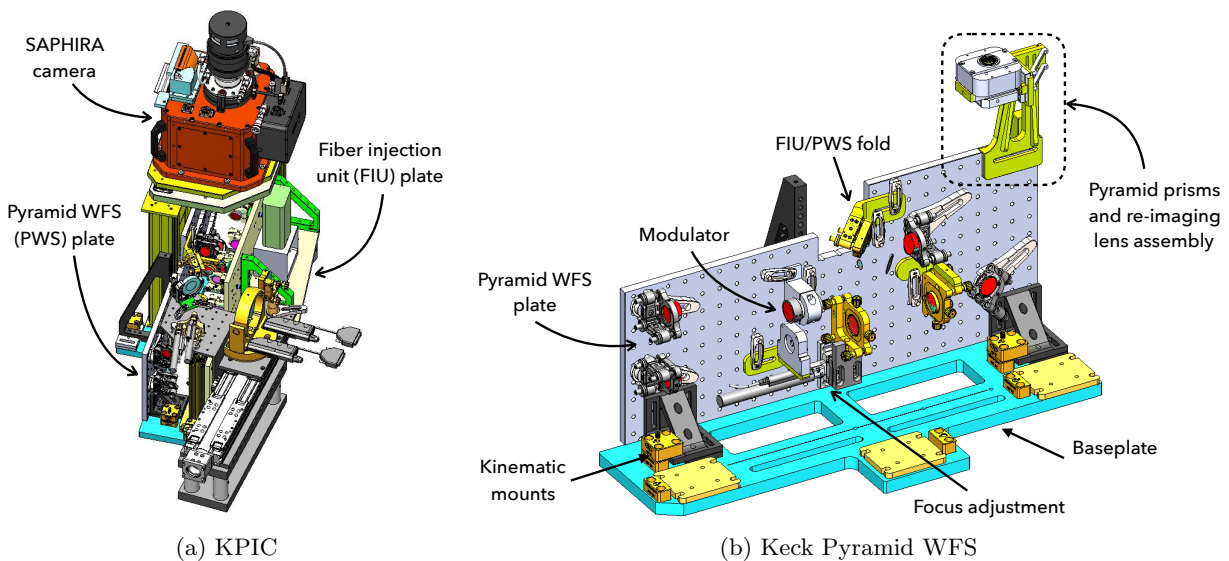 SAPHIRA
camera
Fiber injection
unit (FIU) plate
Pyramid WFS
(PWS) plate
(a) KPIC
FIU/PWS fold
Modulator
Pyramid WFS
plate
Pyramid prisms
and re-imaging
lens assembly
Kinematic
mounts
Baseplate
Focus adjustment
(b) Keck Pyramid WFS